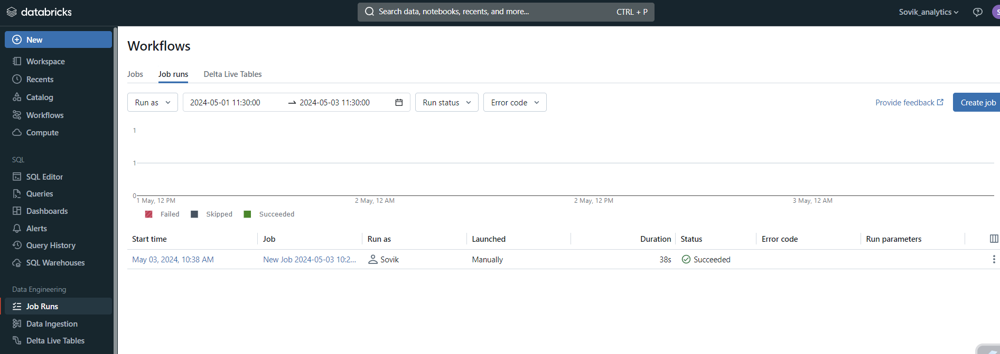 databricks
Search data, notebooks, recents, and more... CTRL + P
Sovik_analytics
S
New
Workspace
Recents
Catalog
Workflows
Compute
SQL
SQL Editor
Queries
Dashboards
Alerts
Query History
SQL Warehouses
Data Engineering
Job Runs
Data Ingestion
Delta Live Tables
Workflows
Jobs Job runs Delta Live Tables
Run as 2024-05-01 11:30:00 → 2024-05-03 11:30:00 Run status Error code Provide feedback Create job
1
1
0
1 May, 12 PM 2 May, 12 AM 2 May, 12 PM 3 May, 12 AM
Failed Skipped Succeeded
Start time Job Run as Launched Duration Status Error code Run parameters
May 03, 2024, 10:38 AM New Job 2024-05-03 10:2... Sovik Manually 38s Succeeded